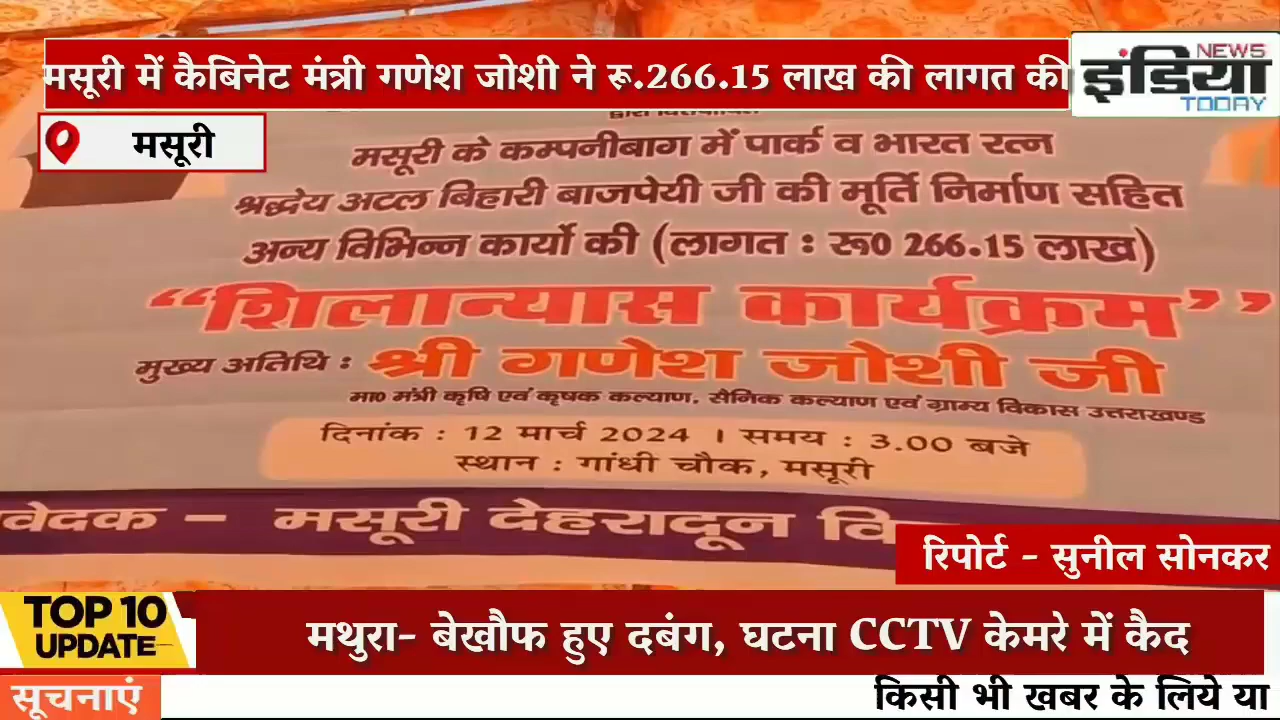 मसूरी में कैबिनेट मंत्री गणेश जोशी ने रू.266.15 लाख की लागत की
NEWS
इंडिया
TODAY
मसूरी
मसूरी के कम्पनीबाग में पार्क व भारत रत्न
श्रद्धेय अटल बिहारी बाजपेयी जी की मूर्ति निर्माण सहित
अन्य विभिन्न कार्यो की (लागत : रू0 266.15 लाख)
“शिलान्यास कार्यक्रम”
मुख्य अतिथि : श्री गणेश जोशी जी
मा0 मंत्री कृषि एवं कृषक कल्याण, सैनिक कल्याण एवं ग्राम्य विकास उत्तराखण्ड
दिनांक : 12 मार्च 2024 । समय : 3.00 बजे
स्थान : गांधी चौक, मसूरी
वेदक – मसूरी देहरादून वि
रिपोर्ट - सुनील सोनकर
TOP 10
UPDATE
मथुरा- बेखौफ हुए दबंग, घटना CCTV केमरे में कैद
सूचनाएं
किसी भी खबर के लिये या